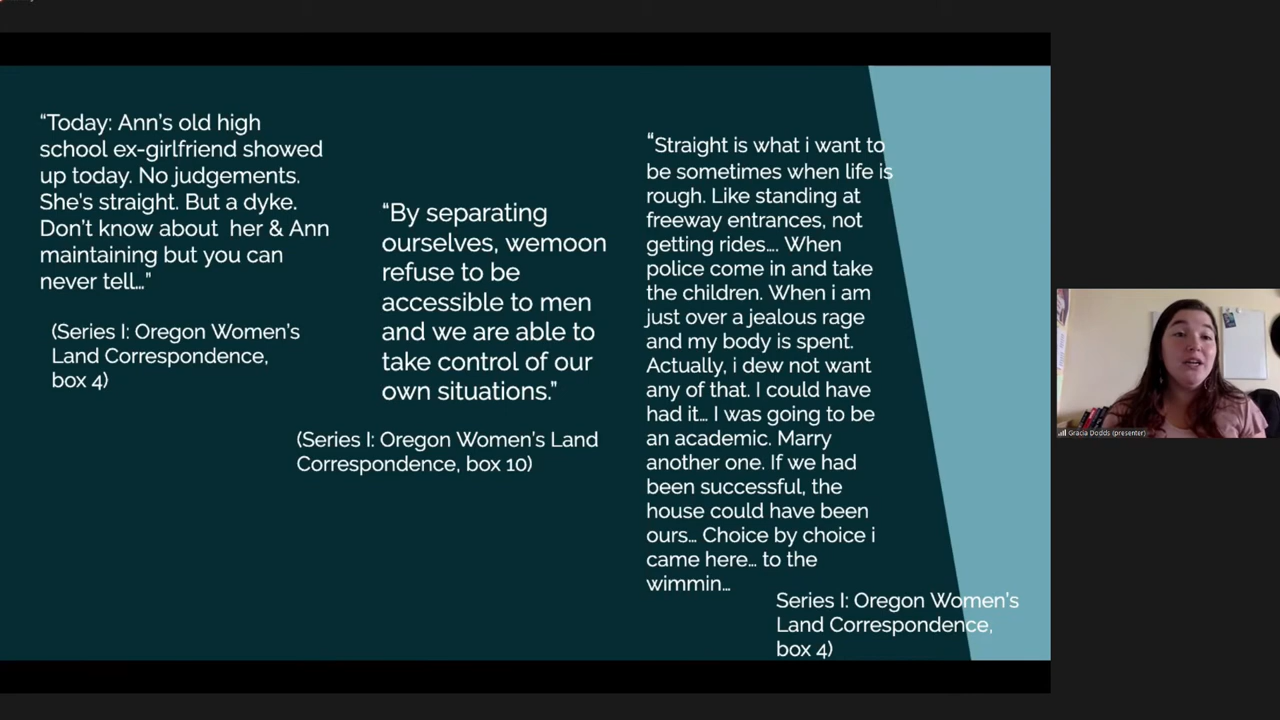 “Today: Ann's old high
school ex-girlfriend showed
up today. No judgements.
She's straight. But a dyke.
Don't know about  her & Ann
maintaining but you can
never tell…”
(Series I: Oregon Women's
Land Correspondence,
box 4)
“By separating
ourselves, wemoon
refuse to be
accessible to men
and we are able to
take control of our
own situations.”
(Series I: Oregon Women's Land
Correspondence, box 10)
“Straight is what i want to
be sometimes when life is
rough. Like standing at
freeway entrances, not
getting rides…. When
police come in and take
the children. When i am
just over a jealous rage
and my body is spent.
Actually, i dew not want
any of that. I could have
had it… I was going to be
an academic. Marry
another one. If we had
been successful, the
house could have been
ours… Choice by choice i
came here… to the
wimmin…
Series I: Oregon Women's
Land Correspondence,
box 4)
Gracia Dodds (presenter)